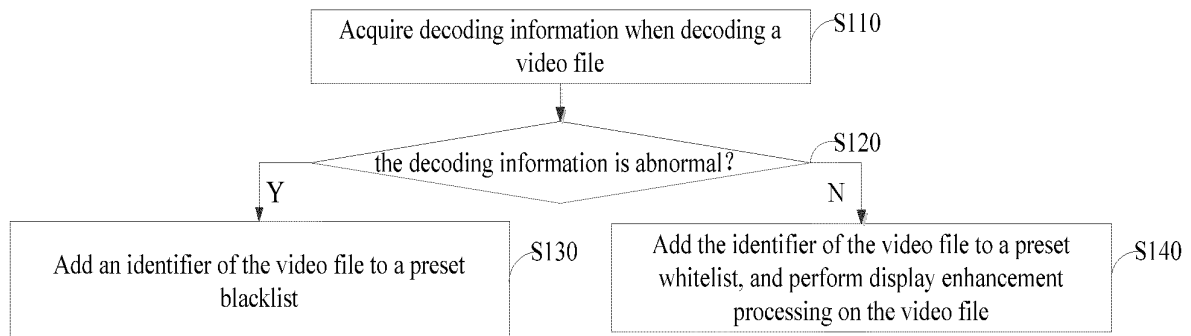 Acquire decoding information when decoding a
video file
S110
the decoding information is abnormal?
S120
Y
N
Add an identifier of the video file to a preset
blacklist
S130
Add the identifier of the video file to a preset
whitelist, and perform display enhancement
processing on the video file
S140